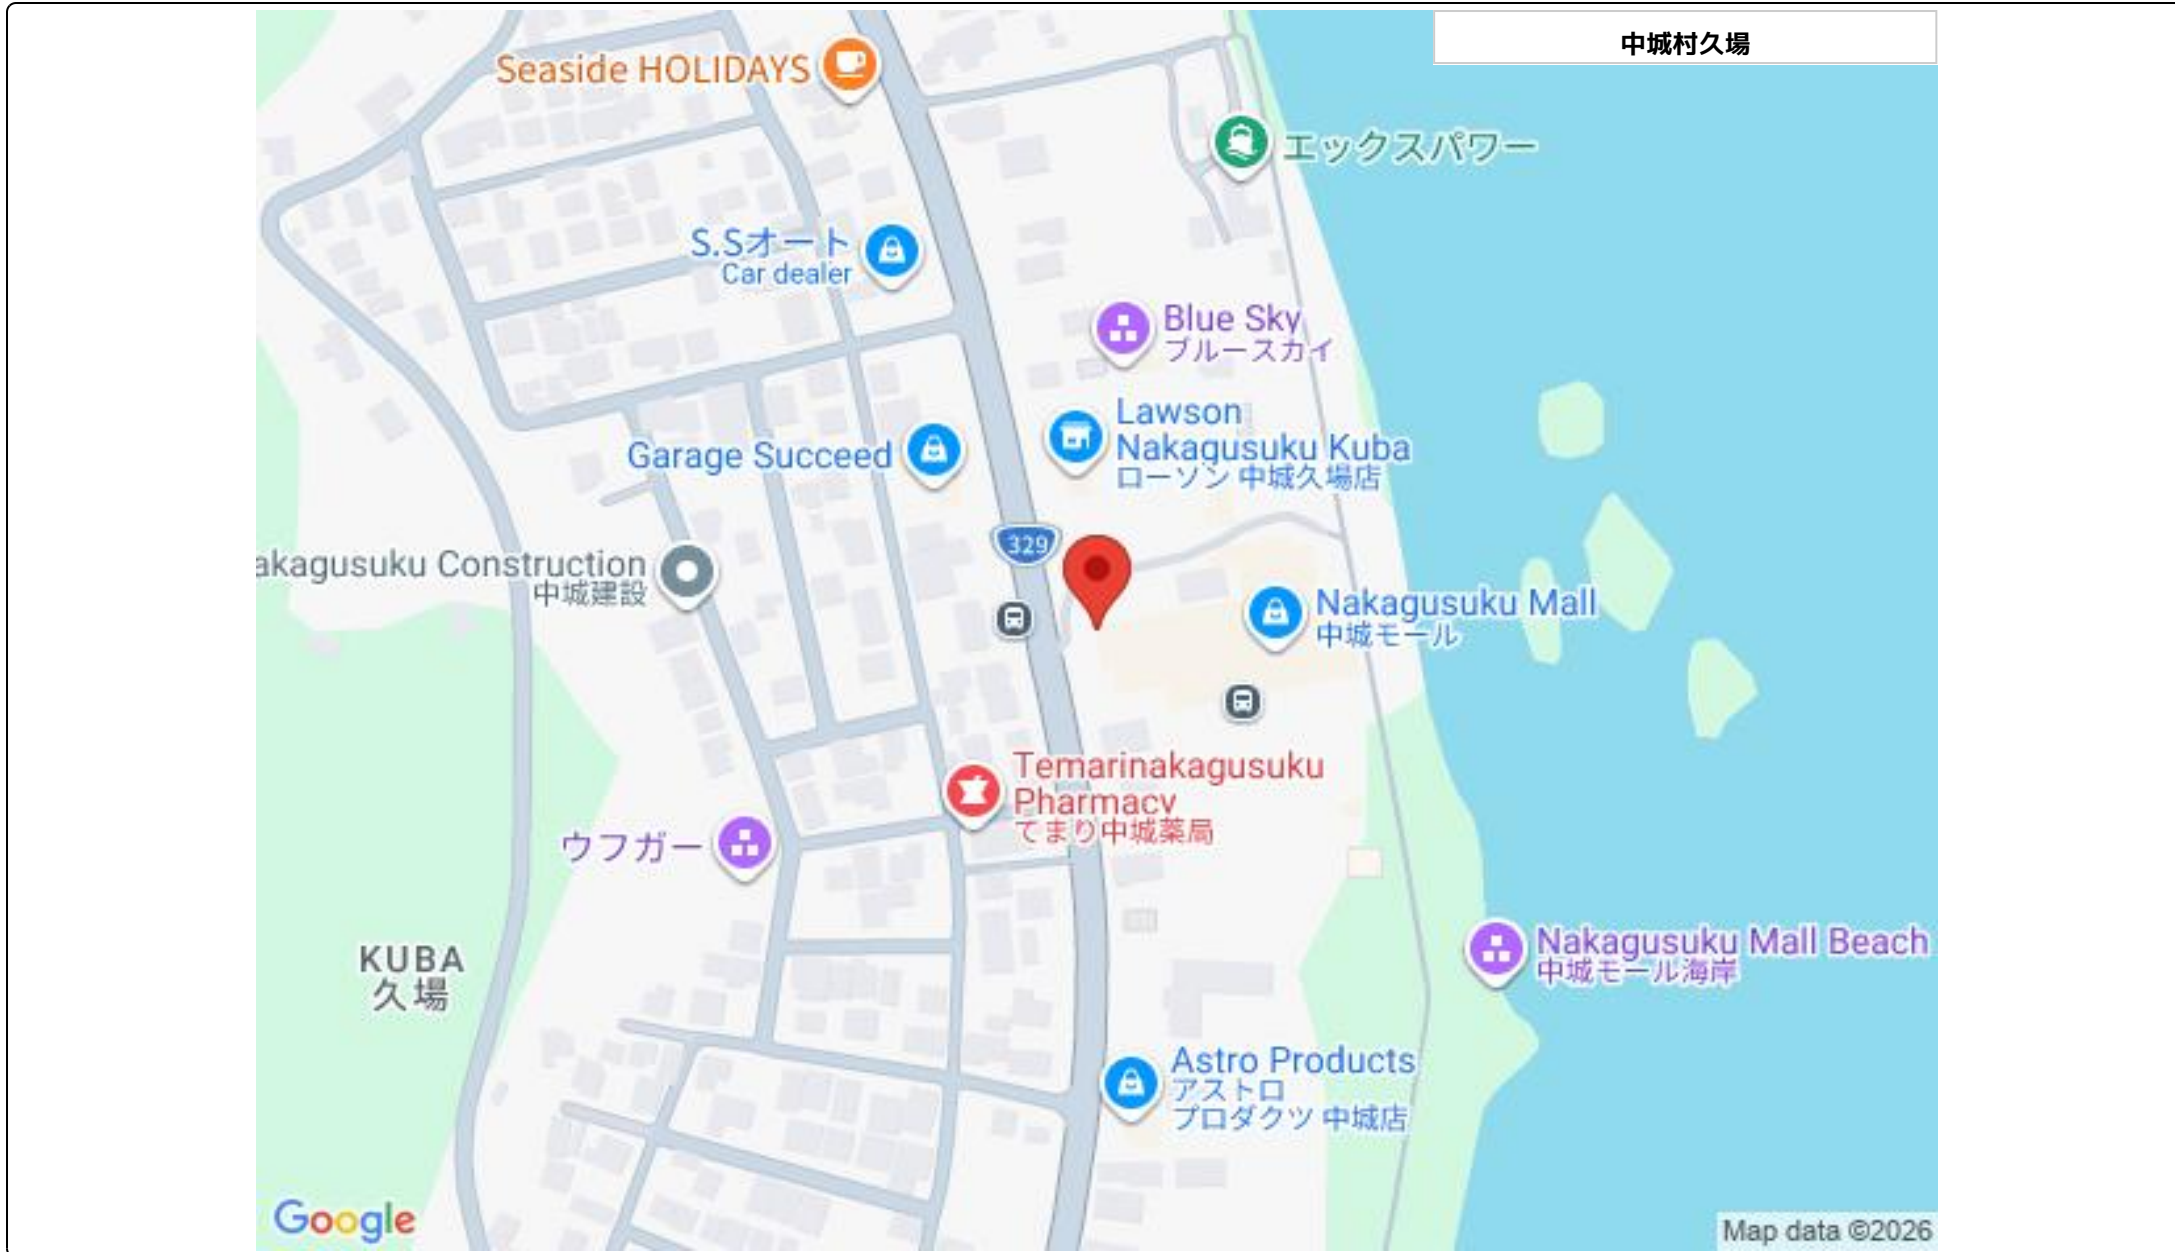 中城村久場
Seaside HOLIDAYS
エックスパワー
S.Sオート
Car dealer
Blue Sky
ブルースカイ
Lawson
Nakagusuku Kuba
ローソン 中城久場店
Garage Succeed
329
akagusuku Construction
中城建設
Nakagusuku Mall
中城モール
Temarinakagusuku
Pharmacy
てまり中城薬局
ウフガー
KUBA
久場
Nakagusuku Mall Beach
中城モール海岸
Astro Products
アストロ
プロダクツ 中城店
Google
Map data ©2026